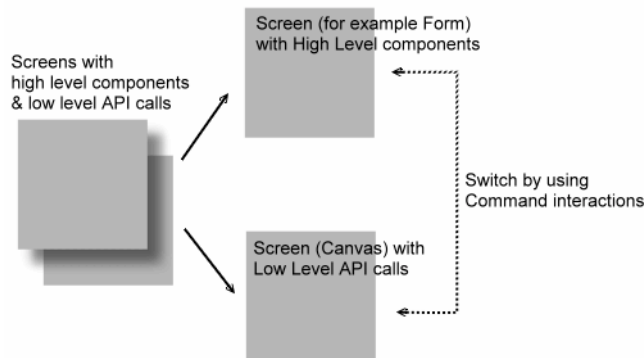 Screens with
high level components
& low level API calls
Screen (for example Form)
with High Level components
Switch by using
Command interactions
Screen (Canvas) with
Low Level API calls